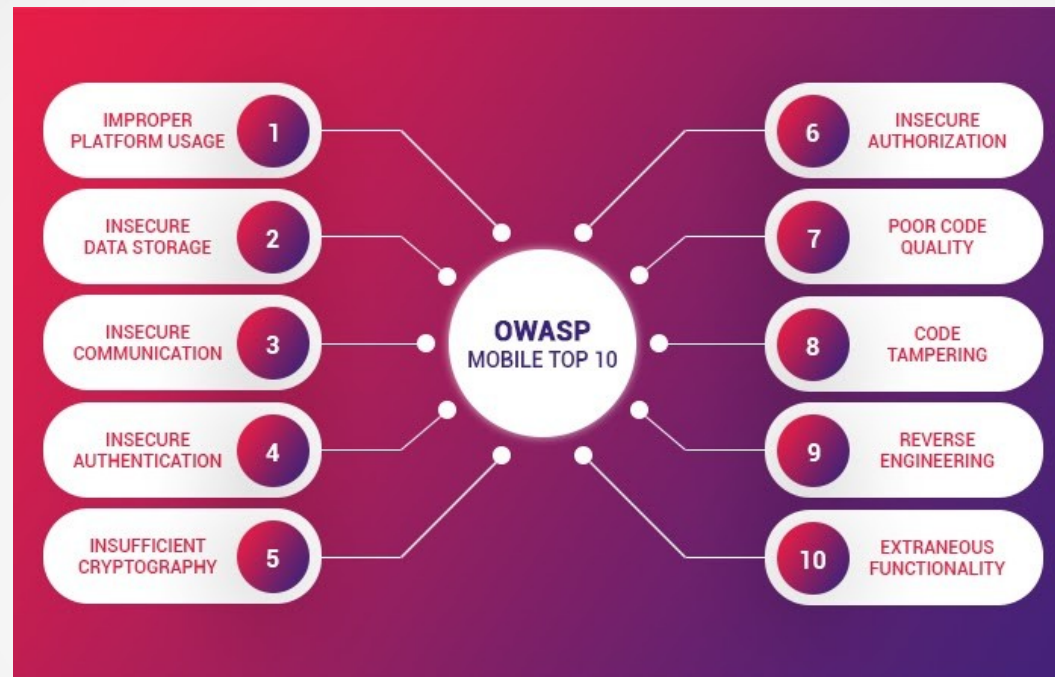 IMPROPER
PLATFORM USAGE
1
INSECURE
DATA STORAGE
2
INSECURE
COMMUNICATION
3
INSECURE
AUTHENTICATION
4
INSUFFICIENT
CRYPTOGRAPHY
5
OWASP
MOBILE TOP 10
6
INSECURE
AUTHORIZATION
7
POOR CODE
QUALITY
8
CODE
TAMPERING
9
REVERSE
ENGINEERING
10
EXTRANEOUS
FUNCTIONALITY